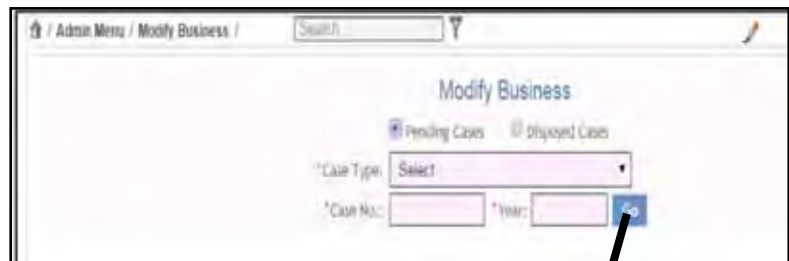 / Admin Menu / Modify Business / Search
Modify Business
Pending Cases Disposed Cases
*Case Type: Select
*Case No.: *Year: Go